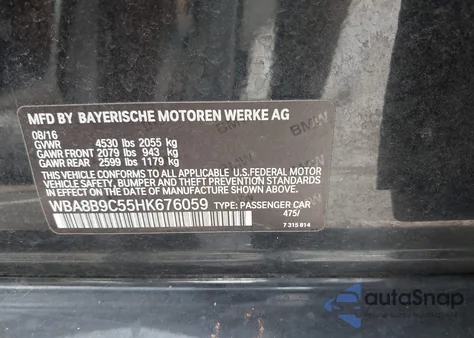 MFD BY BAYERISCHE MOTOREN WERKE AG
08/16
GVWR 4530 lbs 2055 kg
GAWR FRONT 2079 lbs 943 kg
GAWR REAR 2599 lbs 1179 kg
THIS VEHICLE CONFORMS TO ALL APPLICABLE U.S.FEDERAL MOTOR
VEHICLE SAFETY, BUMPER, AND THEFT PREVENTION STANDARDS IN
EFFECT ON THE DATE OF MANUFACTURE SHOWN ABOVE.
WBA8B9C55HK676059 TYPE: PASSENGER CAR
475/
7 315 814
autoSnap